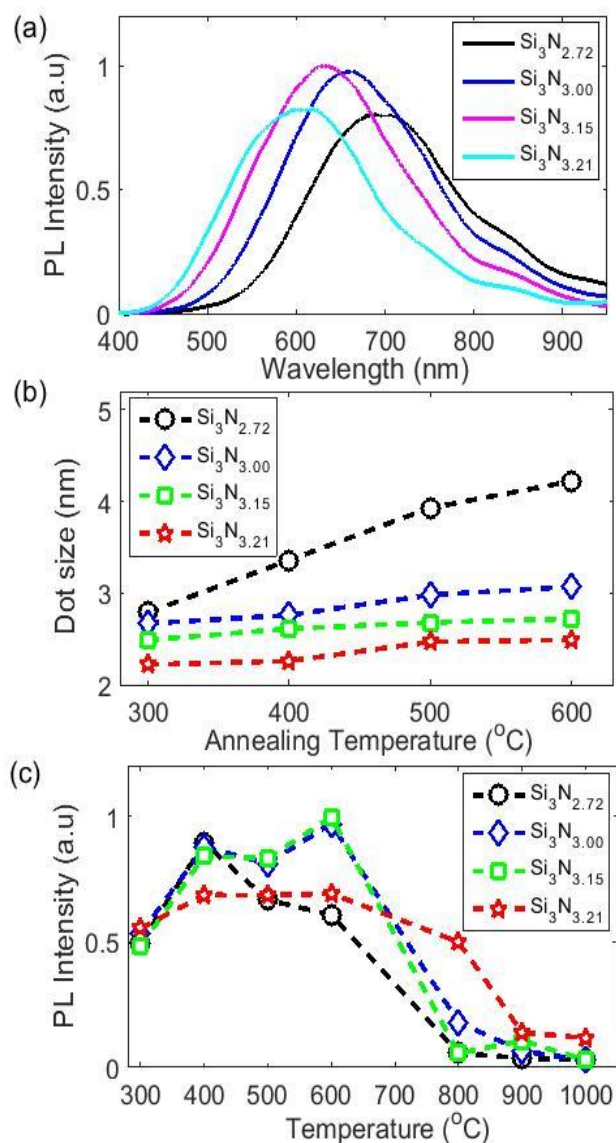 (a)
PL Intensity (a.u)
1
0.5
0
Si₃N₂.₇₂
Si₃N₃.₀₀
Si₃N₃.₁₅
Si₃N₃.₂₁
400 500 600 700 800 900
Wavelength (nm)
(b)
Dot size (nm)
5
4
3
2
Si₃N₂.₇₂
Si₃N₃.₀₀
Si₃N₃.₁₅
Si₃N₃.₂₁
300 400 500 600
Annealing Temperature (°C)
(c)
PL Intensity (a.u)
1
0.5
0
Si₃N₂.₇₂
Si₃N₃.₀₀
Si₃N₃.₁₅
Si₃N₃.₂₁
300 400 500 600 700 800 900 1000
Temperature (°C)